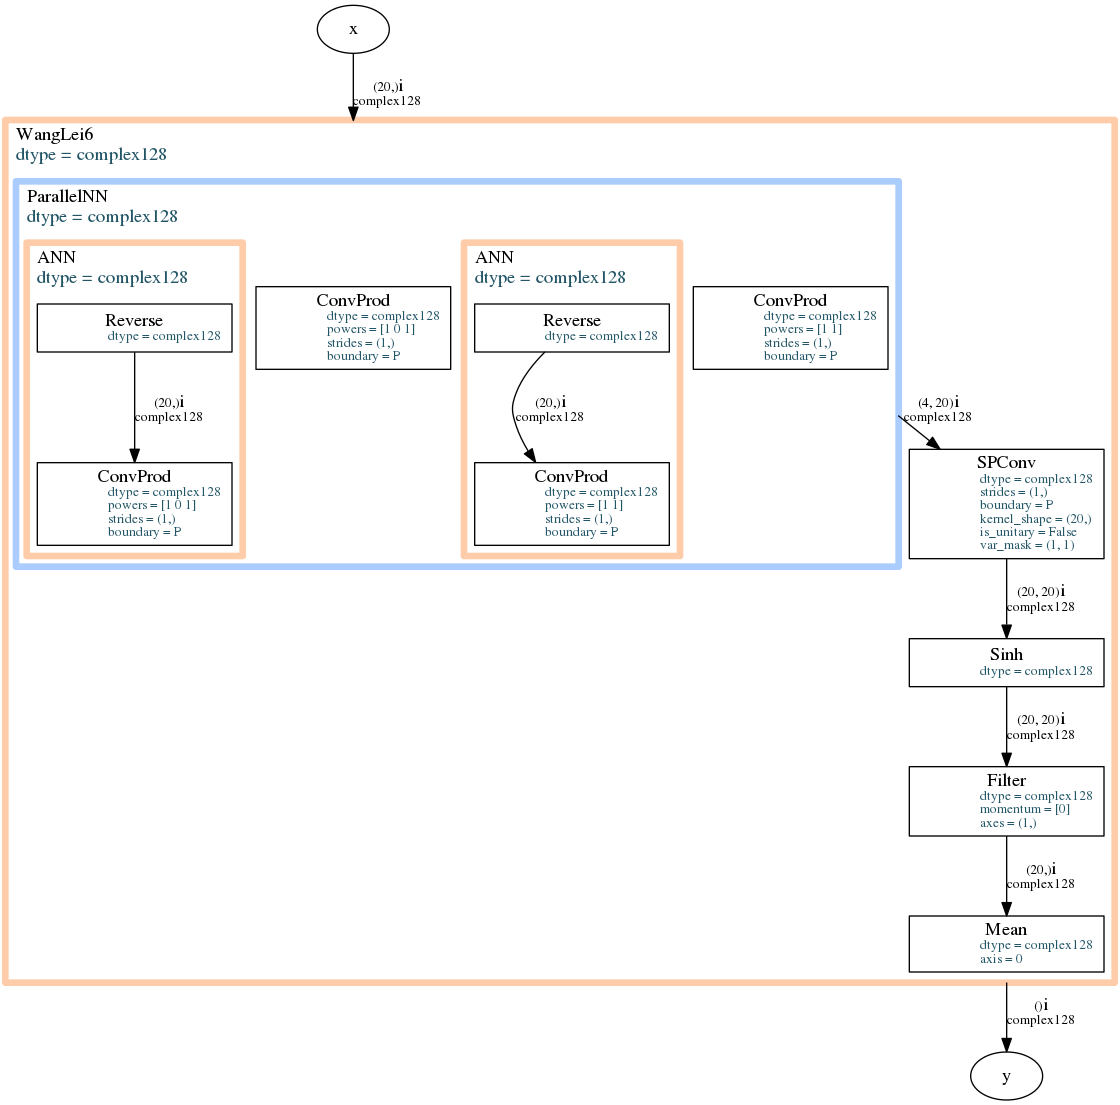 x
(20,)i
complex128
WangLei6
dtype = complex128
ParallelNN
dtype = complex128
ANN
dtype = complex128
Reverse
dtype = complex128
(20,)i
complex128
ConvProd
dtype = complex128
powers = [1 0 1]
strides = (1,)
boundary = P
ConvProd
dtype = complex128
powers = [1 0 1]
strides = (1,)
boundary = P
ANN
dtype = complex128
Reverse
dtype = complex128
(20,)i
complex128
ConvProd
dtype = complex128
powers = [1 1]
strides = (1,)
boundary = P
ConvProd
dtype = complex128
powers = [1 1]
strides = (1,)
boundary = P
(4, 20)i
complex128
SPConv
dtype = complex128
strides = (1,)
boundary = P
kernel_shape = (20,)
is_unitary = False
var_mask = (1, 1)
(20, 20)i
complex128
Sinh
dtype = complex128
(20, 20)i
complex128
Filter
dtype = complex128
momentum = [0]
axes = (1,)
(20,)i
complex128
Mean
dtype = complex128
axis = 0
()i
complex128
y